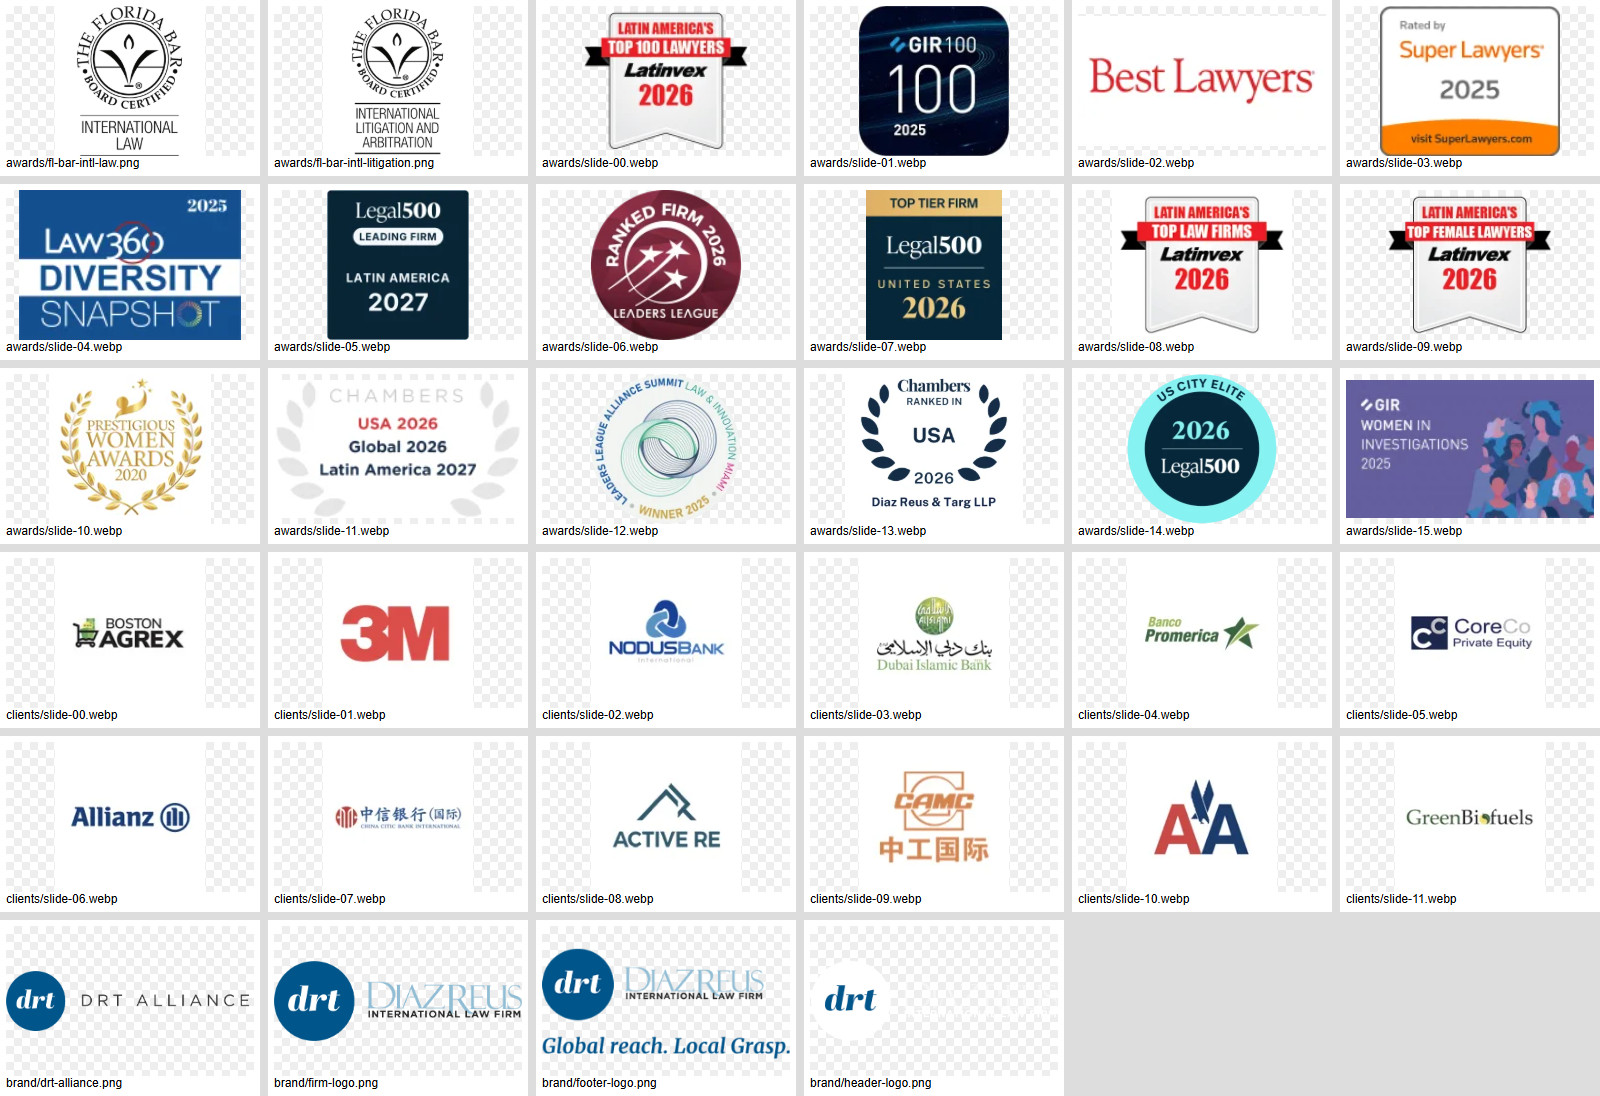 THE FLORIDA BAR
• BOARD CERTIFIED •
®
INTERNATIONAL
LAW
awards/fl-bar-intl-law.png
THE FLORIDA BAR
• BOARD CERTIFIED •
®
INTERNATIONAL
LITIGATION AND
ARBITRATION
awards/fl-bar-intl-litigation.png
LATIN AMERICA'S
TOP 100 LAWYERS
Latinvex
2026
awards/slide-00.webp
GIR100
100
2025
awards/slide-01.webp
Best Lawyers®
awards/slide-02.webp
Rated by
Super Lawyers®
2025
visit SuperLawyers.com
awards/slide-03.webp
2025
LAW360
DIVERSITY
SNAPSHOT
awards/slide-04.webp
Legal500
LEADING FIRM
LATIN AMERICA
2027
awards/slide-05.webp
RANKED FIRM 2026
LEADERS LEAGUE
awards/slide-06.webp
TOP TIER FIRM
Legal500
UNITED STATES
2026
awards/slide-07.webp
LATIN AMERICA'S
TOP LAW FIRMS
Latinvex
2026
awards/slide-08.webp
LATIN AMERICA'S
TOP FEMALE LAWYERS
Latinvex
2026
awards/slide-09.webp
PRESTIGIOUS
WOMEN
AWARDS
2020
awards/slide-10.webp
CHAMBERS
USA 2026
Global 2026
Latin America 2027
awards/slide-11.webp
LEADERS LEAGUE ALLIANCE SUMMIT LAW & INNOVATION MIAMI
• WINNER 2025 •
awards/slide-12.webp
Chambers
RANKED IN
USA
2026
Diaz Reus & Targ LLP
awards/slide-13.webp
US CITY ELITE
2026
Legal500
awards/slide-14.webp
GIR
WOMEN IN
INVESTIGATIONS
2025
awards/slide-15.webp
BOSTON
AGREX
clients/slide-00.webp
3M
clients/slide-01.webp
NODUSBANK
International
clients/slide-02.webp
بنك دبي الإسلامي
Dubai Islamic Bank
clients/slide-03.webp
Banco
Promerica
clients/slide-04.webp
CC
CoreCo
Private Equity
clients/slide-05.webp
Allianz
clients/slide-06.webp
中信银行(国际)
CHINA CITIC BANK INTERNATIONAL
clients/slide-07.webp
ACTIVE RE
clients/slide-08.webp
CAMC
中工国际
clients/slide-09.webp
AA
clients/slide-10.webp
GreenBiofuels
clients/slide-11.webp
drt
DRT ALLIANCE
brand/drt-alliance.png
drt
DIAZREUS
INTERNATIONAL LAW FIRM
brand/firm-logo.png
drt
DIAZREUS
INTERNATIONAL LAW FIRM
Global reach. Local Grasp.
brand/footer-logo.png
drt
brand/header-logo.png